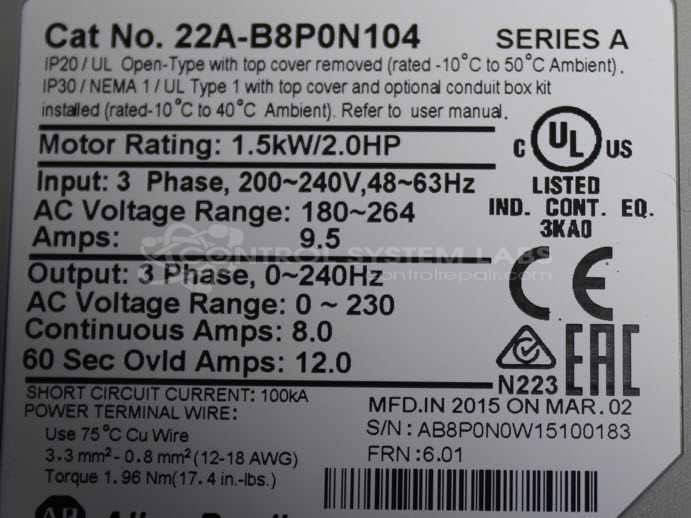 Cat No. 22A-B8P0N104 SERIES A
IP20 / UL Open-Type with top cover removed (rated -10°C to 50°C Ambient).
IP30 / NEMA 1 / UL Type 1 with top cover and optional conduit box kit
installed (rated-10°C to 40°C Ambient). Refer to user manual.
Motor Rating: 1.5kW/2.0HP
C UL US
LISTED
IND. CONT. EQ.
3KA0
Input: 3 Phase, 200~240V,48~63Hz
AC Voltage Range: 180~264
Amps: 9.5
CONTROL SYSTEM LABS
controlrepair.com
Output: 3 Phase, 0~240Hz
AC Voltage Range: 0 ~ 230
Continuous Amps: 8.0
60 Sec Ovld Amps: 12.0
CE
N223
EAC
SHORT CIRCUIT CURRENT: 100kA
POWER TERMINAL WIRE:
Use 75°C Cu Wire
3.3 mm²- 0.8 mm² (12-18 AWG)
Torque 1.96 Nm(17.4 in.-lbs.)
MFD.IN 2015 ON MAR. 02
S/N: AB8P0N0W15100183
FRN:6.01